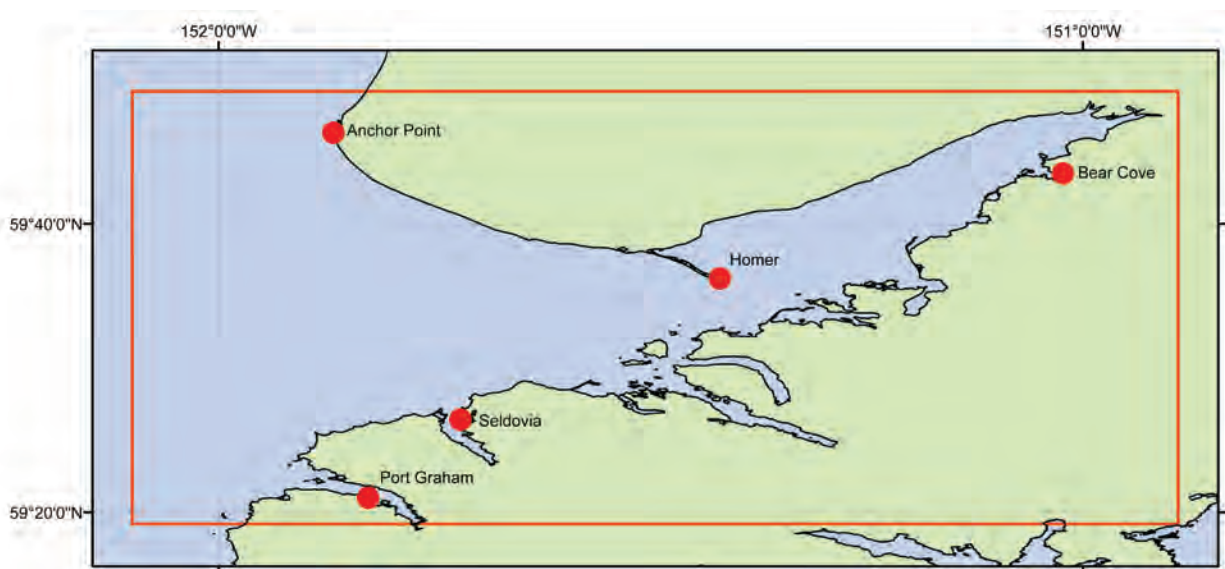 152°0'0"W
151°0'0"W
Anchor Point
Bear Cove
59°40'0"N
Homer
Seldovia
Port Graham
59°20'0"N